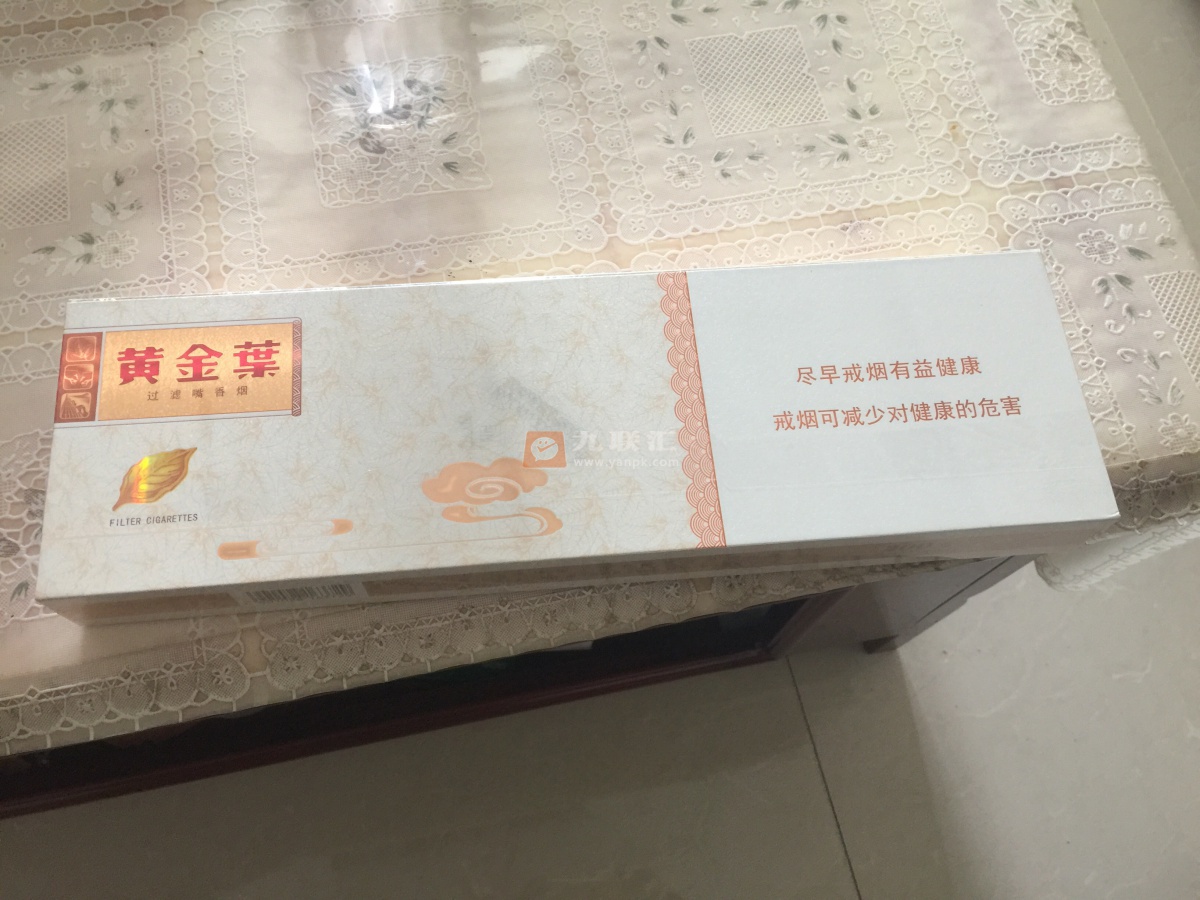 黄金葉
过滤嘴香烟
FILTER CIGARETTES
尽早戒烟有益健康
戒烟可减少对健康的危害
九联汇
www.yanpk.com